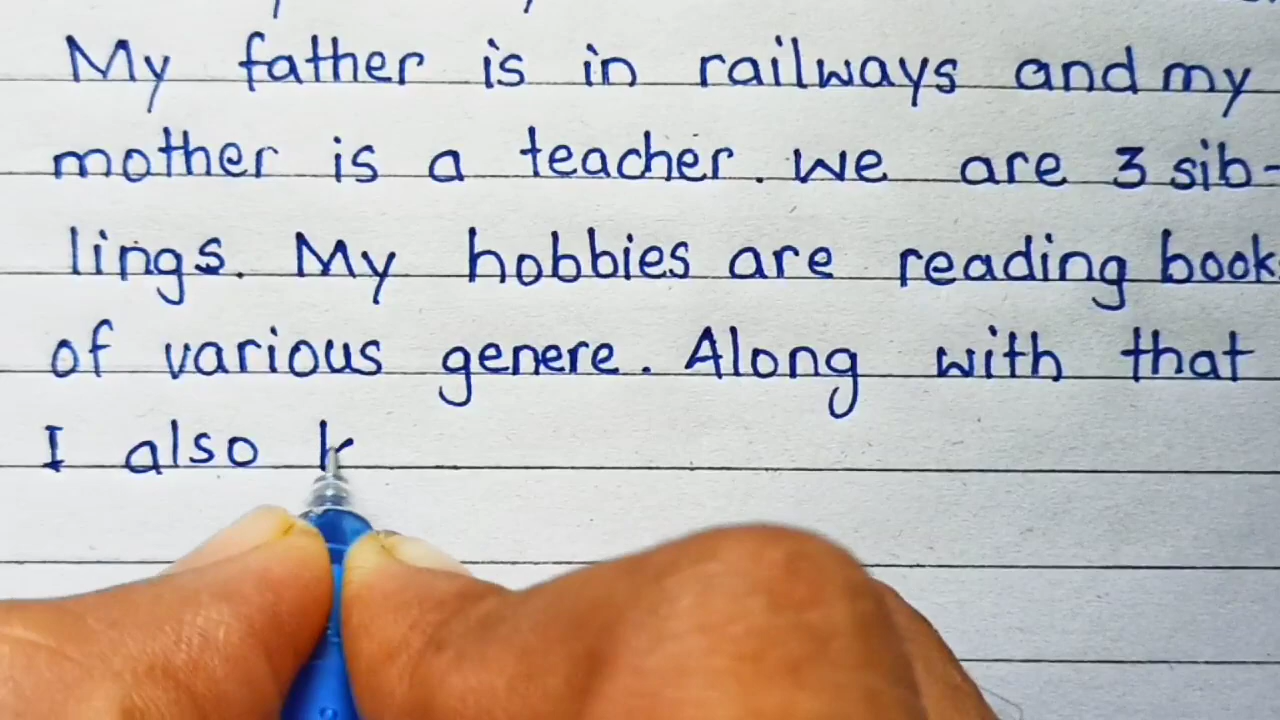 My father is in railways and my
mother is a teacher. We are 3 sib-
lings. My hobbies are reading book
of various genere. Along with that
I also k